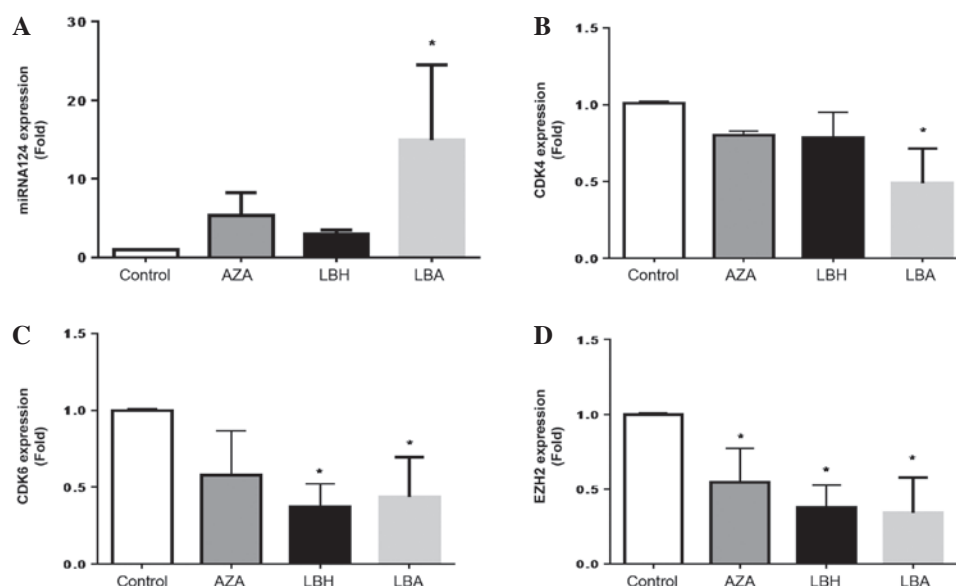 A
miRNA124 expression
(Fold)
30
20
10
0
*
Control AZA LBH LBA
B
CDK4 expression
(Fold)
1.5
1.0
0.5
0.0
*
Control AZA LBH LBA
C
CDK6 expression
(Fold)
1.5
1.0
0.5
0.0
* *
Control AZA LBH LBA
D
EZH2 expression
(Fold)
1.5
1.0
0.5
0.0
* * *
Control AZA LBH LBA